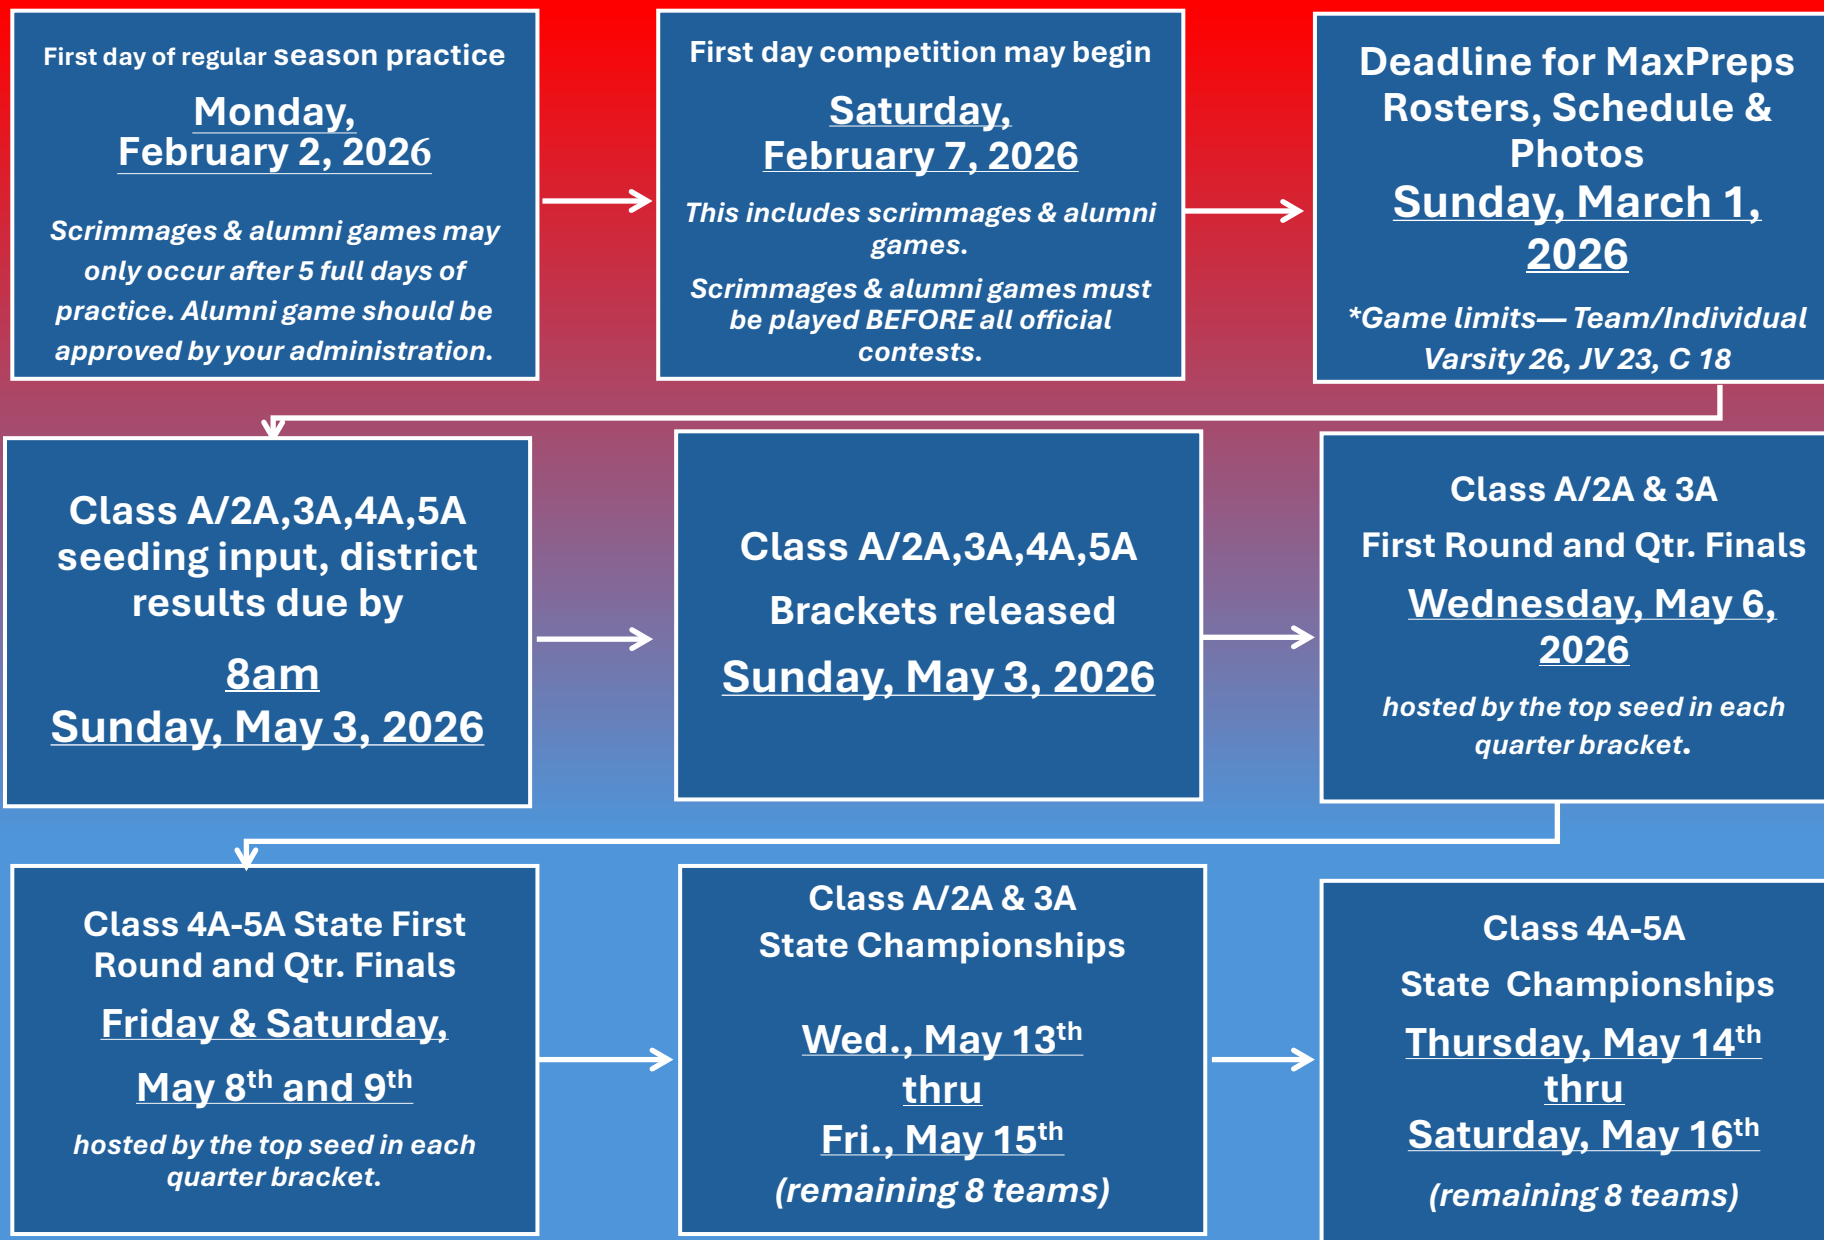 First day of regular season practice
Monday,
February 2, 2026
Scrimmages & alumni games may
only occur after 5 full days of
practice. Alumni game should be
approved by your administration.
First day competition may begin
Saturday,
February 7, 2026
This includes scrimmages & alumni
games.
Scrimmages & alumni games must
be played BEFORE all official
contests.
Deadline for MaxPreps
Rosters, Schedule &
Photos
Sunday, March 1,
2026
*Game limits— Team/Individual
Varsity 26, JV 23, C 18
Class A/2A,3A,4A,5A
seeding input, district
results due by
8am
Sunday, May 3, 2026
Class A/2A,3A,4A,5A
Brackets released
Sunday, May 3, 2026
Class A/2A & 3A
First Round and Qtr. Finals
Wednesday, May 6,
2026
hosted by the top seed in each
quarter bracket.
Class 4A-5A State First
Round and Qtr. Finals
Friday & Saturday,
May 8th and 9th
hosted by the top seed in each
quarter bracket.
Class A/2A & 3A
State Championships
Wed., May 13th
thru
Fri., May 15th
(remaining 8 teams)
Class 4A-5A
State Championships
Thursday, May 14th
thru
Saturday, May 16th
(remaining 8 teams)